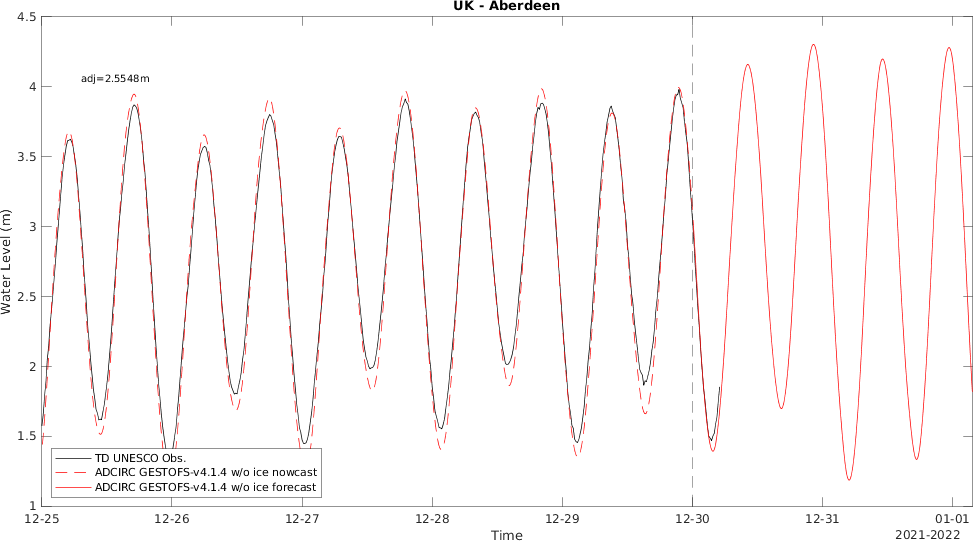 UK - Aberdeen
4.5
4
3.5
3
2.5
2
1.5
1
Water Level (m)
adj=2.5548m
TD UNESCO Obs.
ADCIRC GESTOFS-v4.1.4 w/o ice nowcast
ADCIRC GESTOFS-v4.1.4 w/o ice forecast
12-25 12-26 12-27 12-28 12-29 12-30 12-31 01-01
Time
2021-2022